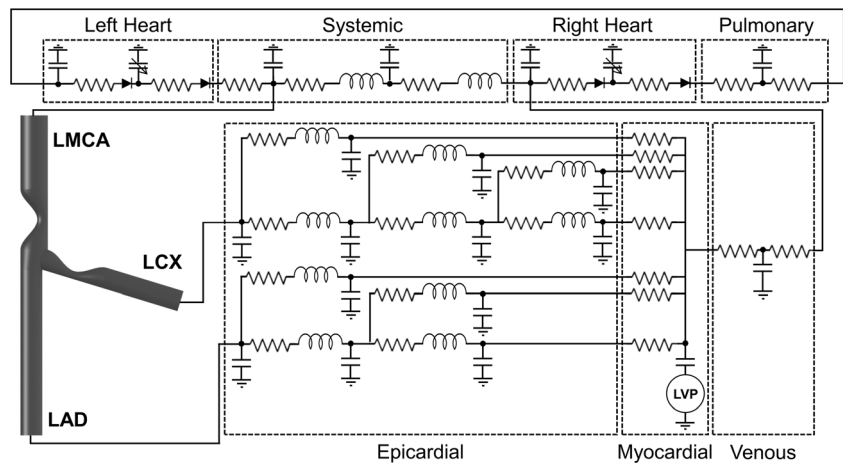 Left Heart
Systemic
Right Heart
Pulmonary
LMCA
LCX
LAD
LVP
Epicardial
Myocardial
Venous